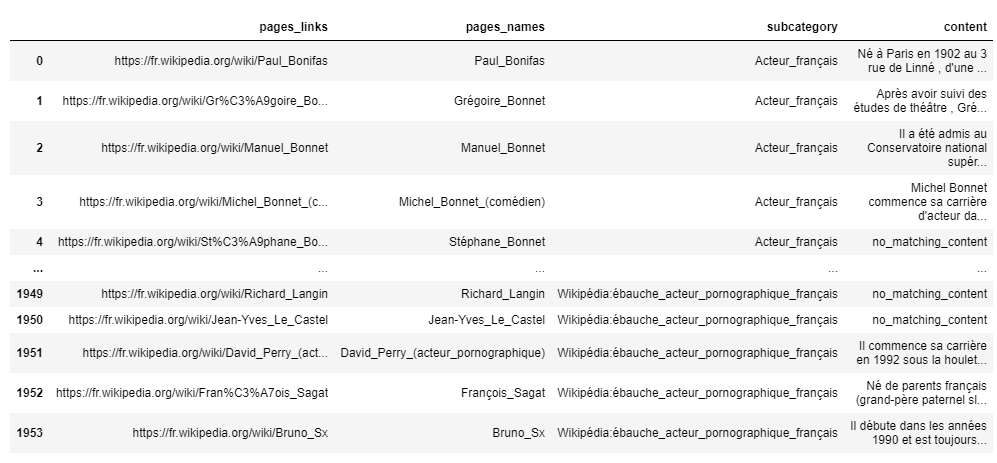 pages_links pages_names subcategory content
0 https://fr.wikipedia.org/wiki/Paul_Bonifas Paul_Bonifas Acteur_français Né à Paris en 1902 au 3
rue de Linné , d'une ...
1 https://fr.wikipedia.org/wiki/Gr%C3%A9goire_Bo... Grégoire_Bonnet Acteur_français Après avoir suivi des
études de théâtre , Gré...
2 https://fr.wikipedia.org/wiki/Manuel_Bonnet Manuel_Bonnet Acteur_français Il a été admis au
Conservatoire national
supér...
3 https://fr.wikipedia.org/wiki/Michel_Bonnet_(c... Michel_Bonnet_(comédien) Acteur_français Michel Bonnet
commence sa carrière
d'acteur da...
4 https://fr.wikipedia.org/wiki/St%C3%A9phane_Bo... Stéphane_Bonnet Acteur_français no_matching_content
... ... ... ... ...
1949 https://fr.wikipedia.org/wiki/Richard_Langin Richard_Langin Wikipédia:ébauche_acteur_pornographique_français no_matching_content
1950 https://fr.wikipedia.org/wiki/Jean-Yves_Le_Castel Jean-Yves_Le_Castel Wikipédia:ébauche_acteur_pornographique_français no_matching_content
1951 https://fr.wikipedia.org/wiki/David_Perry_(act... David_Perry_(acteur_pornographique) Wikipédia:ébauche_acteur_pornographique_français Il commence sa carrière
en 1992 sous la houlet...
1952 https://fr.wikipedia.org/wiki/Fran%C3%A7ois_Sagat François_Sagat Wikipédia:ébauche_acteur_pornographique_français Né de parents français
(grand-père paternel sl...
1953 https://fr.wikipedia.org/wiki/Bruno_Sx Bruno_Sx Wikipédia:ébauche_acteur_pornographique_français Il débute dans les années
1990 et est toujours...